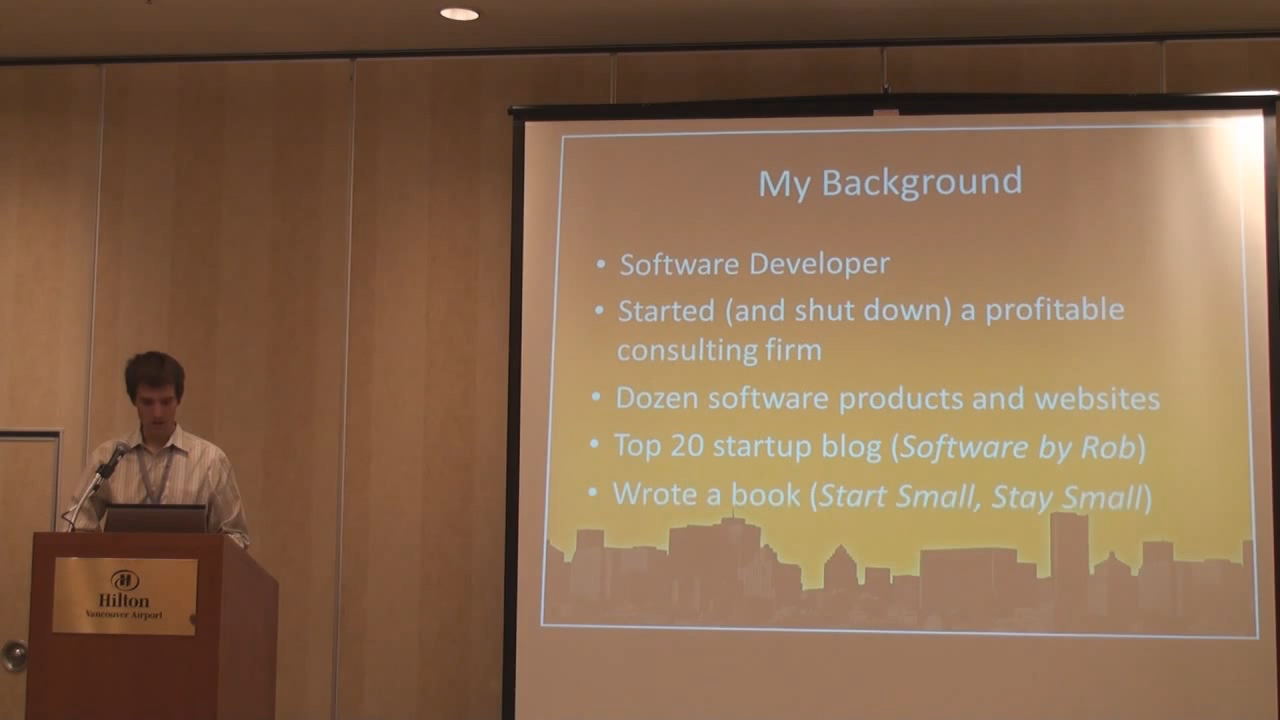 My Background
• Software Developer
• Started (and shut down) a profitable
consulting firm
• Dozen software products and websites
• Top 20 startup blog (Software by Rob)
• Wrote a book (Start Small, Stay Small)
Hilton
Vancouver Airport